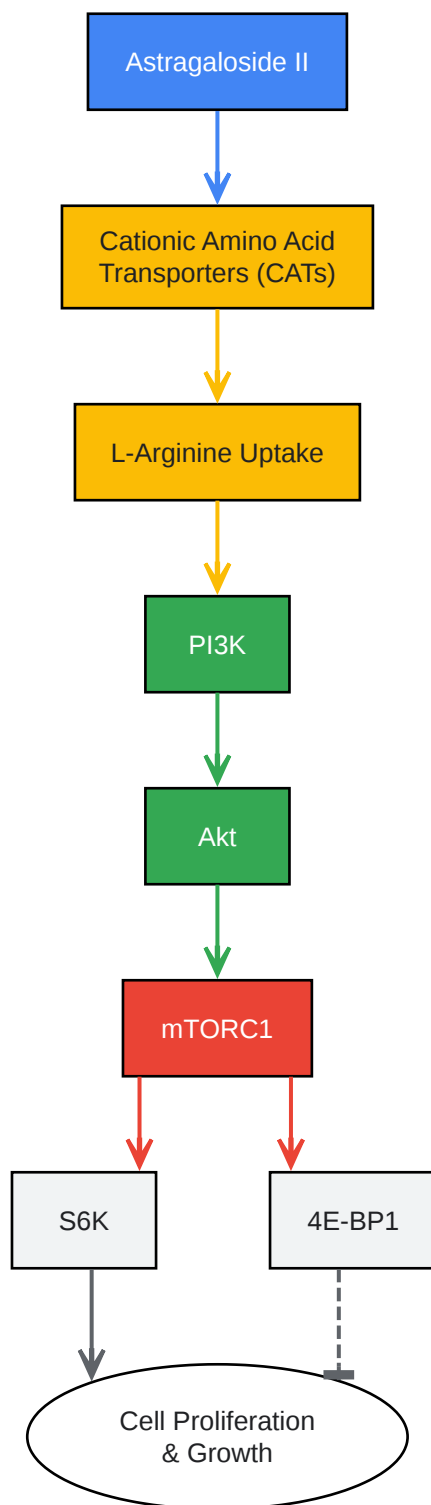 Astragaloside II
Cationic Amino Acid
Transporters (CATs)
L-Arginine Uptake
PI3K
Akt
mTORC1
S6K
4E-BP1
Cell Proliferation
& Growth